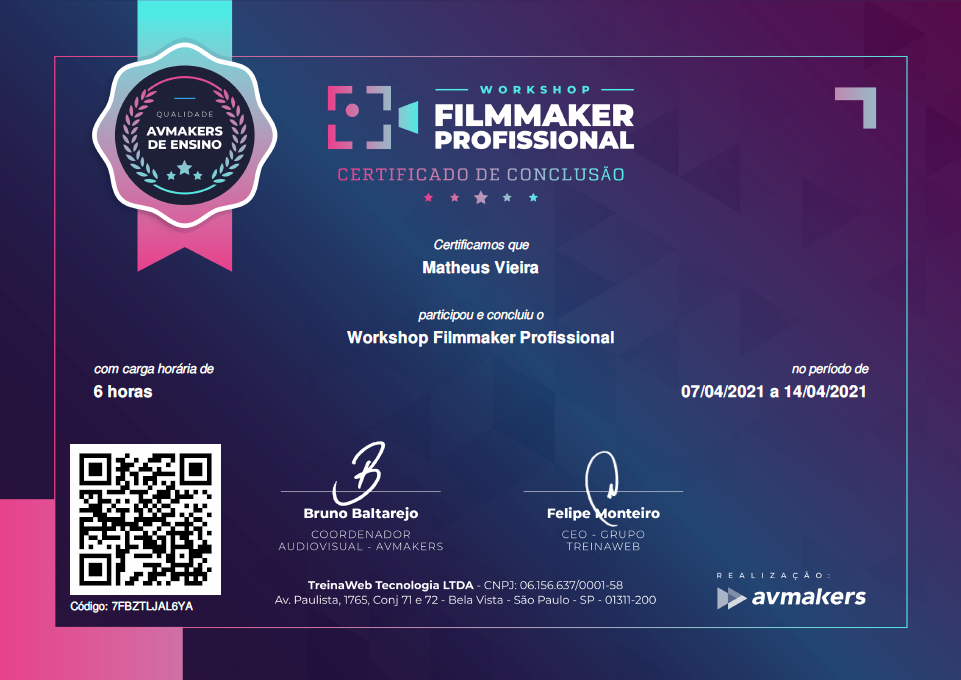 QUALIDADE
AVMAKERS
DE ENSINO
WORKSHOP
FILMMAKER
PROFISSIONAL
CERTIFICADO DE CONCLUSÃO
Certificamos que
Matheus Vieira
participou e concluiu o
Workshop Filmmaker Profissional
com carga horária de
6 horas
no período de
07/04/2021 a 14/04/2021
Bruno Baltarejo
COORDENADOR
AUDIOVISUAL - AVMAKERS
Felipe Monteiro
CEO - GRUPO
TREINAWEB
TreinaWeb Tecnologia LTDA - CNPJ: 06.156.637/0001-58
Av. Paulista, 1765, Conj 71 e 72 - Bela Vista - São Paulo - SP - 01311-200
Código: 7FBZTLJAL6YA
REALIZAÇÃO:
avmakers